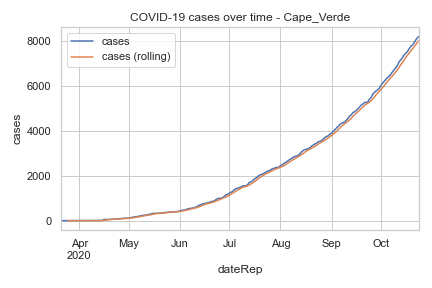 COVID-19 cases over time - Cape_Verde
cases
cases (rolling)
8000
6000
4000
2000
0
cases
Apr
2020
May
Jun
Jul
Aug
Sep
Oct
dateRep